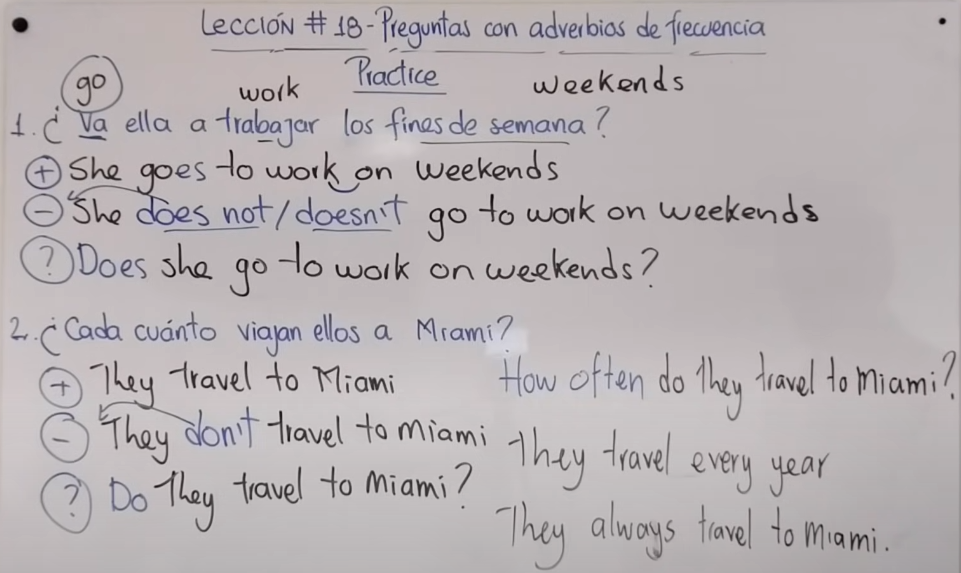 Lección # 18-Preguntas con adverbios de frecuencia
Practice
go work weekends
1. ¿ Va ella a trabajar los fines de semana?
+ She goes to work on weekends
- She does not/doesn't go to work on weekends
? Does she go to work on weekends?
2. ¿Cada cuánto viajan ellos a Miami?
+ They travel to Miami
- They don't travel to Miami
? Do They travel to Miami?
How often do They travel to Miami?
They travel every year
They always travel to Miami.